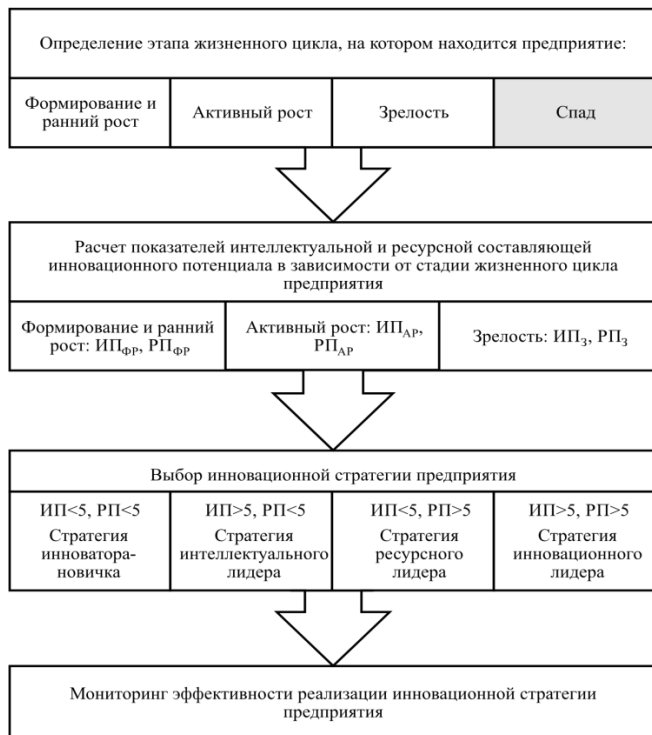 Определение этапа жизненного цикла, на котором находится предприятие:
Формирование и
ранний рост
Активный рост
Зрелость
Спад
Расчет показателей интеллектуальной и ресурсной составляющей
инновационного потенциала в зависимости от стадии жизненного цикла
предприятия
Формирование и ранний
рост: ИП_ФР, РП_ФР
Активный рост: ИП_АР,
РП_АР
Зрелость: ИП_З, РП_З
Выбор инновационной стратегии предприятия
ИП<5, РП<5
Стратегия
инноватора-
новичка
ИП>5, РП<5
Стратегия
интеллектуального
лидера
ИП<5, РП>5
Стратегия
ресурсного
лидера
ИП>5, РП>5
Стратегия
инновационного
лидера
Мониторинг эффективности реализации инновационной стратегии
предприятия